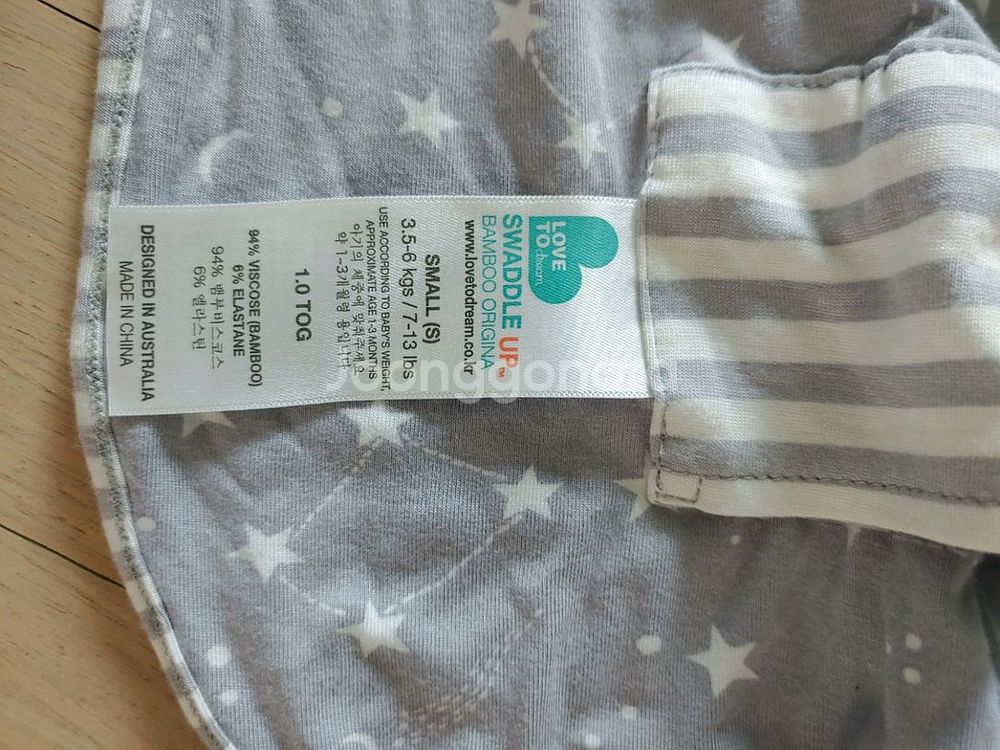 LOVE
TO dream
SWADDLE UP™
BAMBOO ORIGINA
www.lovetodream.co.kr
SMALL (S)
3.5-6 kgs / 7-13 lbs
USE ACCORDING TO BABY'S WEIGHT,
APPROXIMATE AGE 1-3 MONTHS
아기의 체중에 맞춰주세요
약 1-3개월령 용입니다
1.0 TOG
94% VISCOSE (BAMBOO)
6% ELASTANE
94% 뱀부비스코스
6% 엘라스틴
DESIGNED IN AUSTRALIA
MADE IN CHINA
Joonggonara